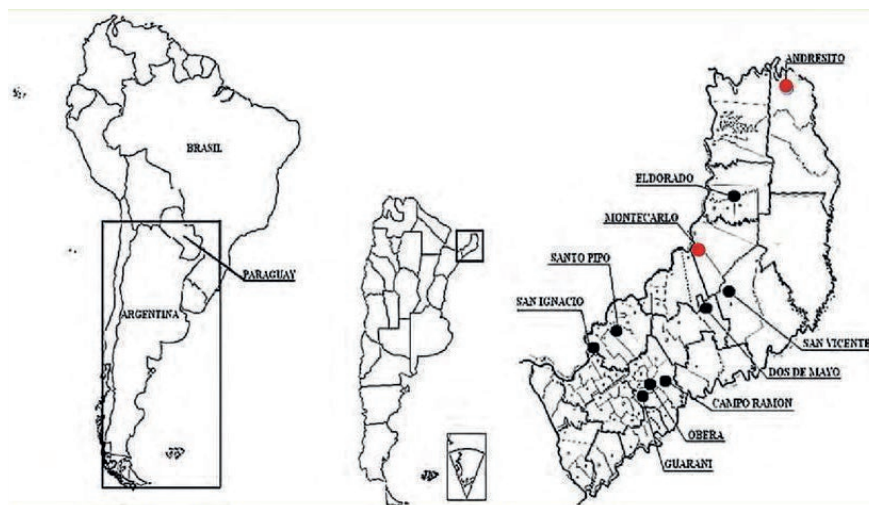 BRASIL
PARAGUAY
ARGENTINA
ANDRESITO
ELDORADO
MONTECARLO
SANTO PIPO
SAN IGNACIO
SAN VICENTE
DOS DE MAYO
CAMPO RAMON
OBERA
GUARANI